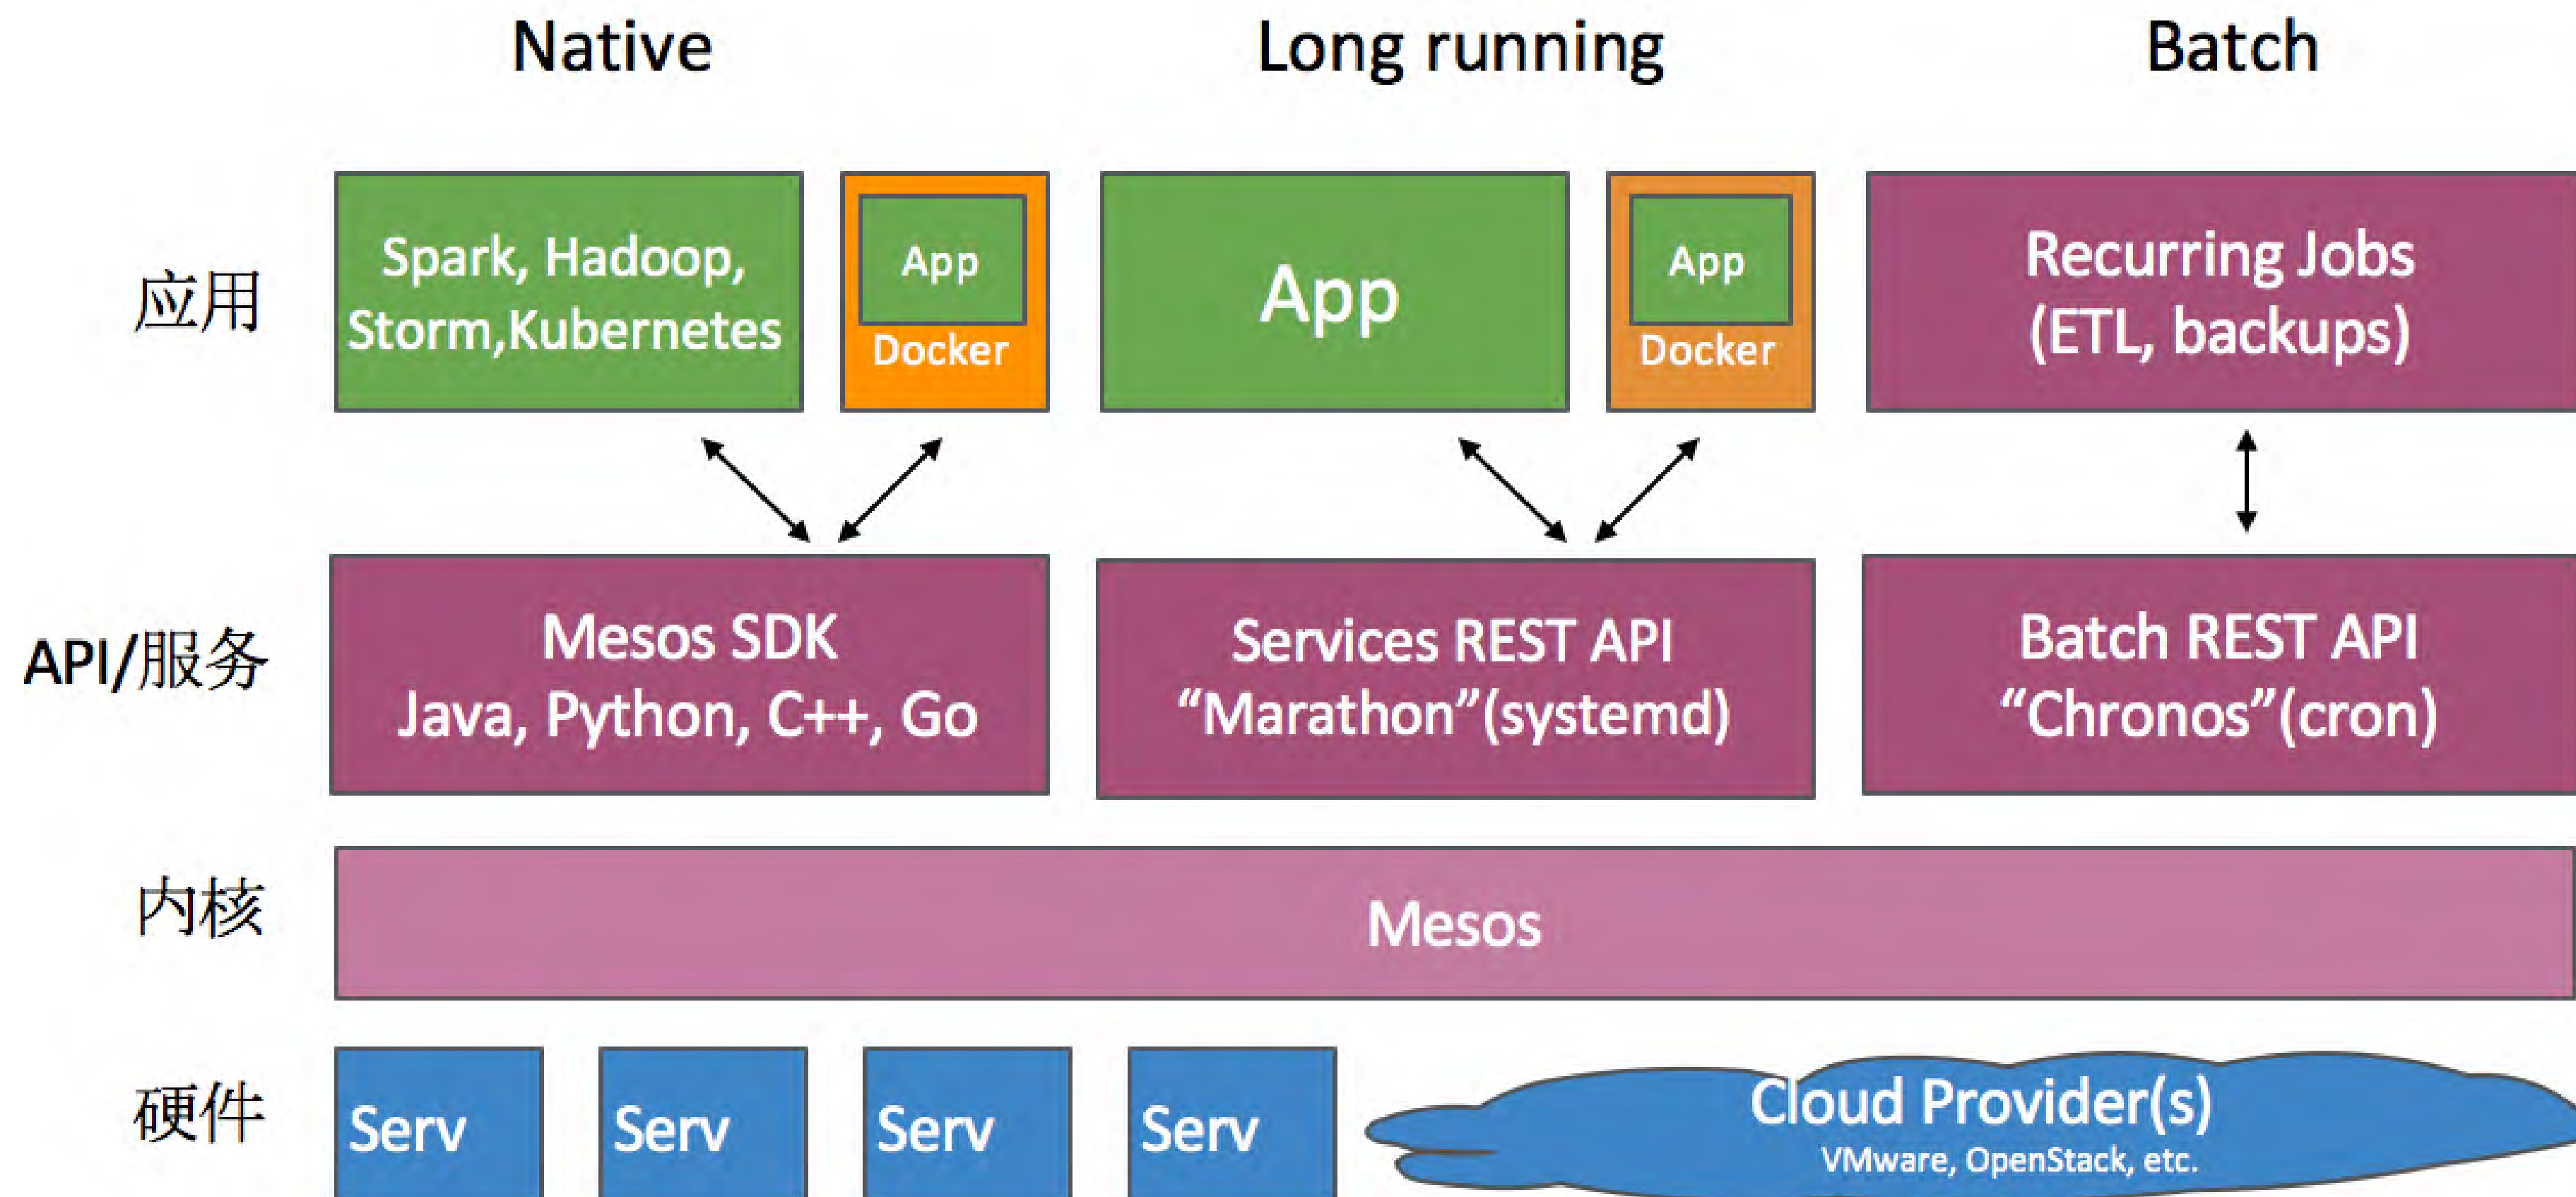 Native
Long running
Batch
应用
Spark, Hadoop,
Storm,Kubernetes
App
Docker
App
App
Docker
Recurring Jobs
(ETL, backups)
API/服务
Mesos SDK
Java, Python, C++, Go
Services REST API
“Marathon”(systemd)
Batch REST API
“Chronos”(cron)
内核
Mesos
硬件
Serv
Serv
Serv
Serv
Cloud Provider(s)
VMware, OpenStack, etc.